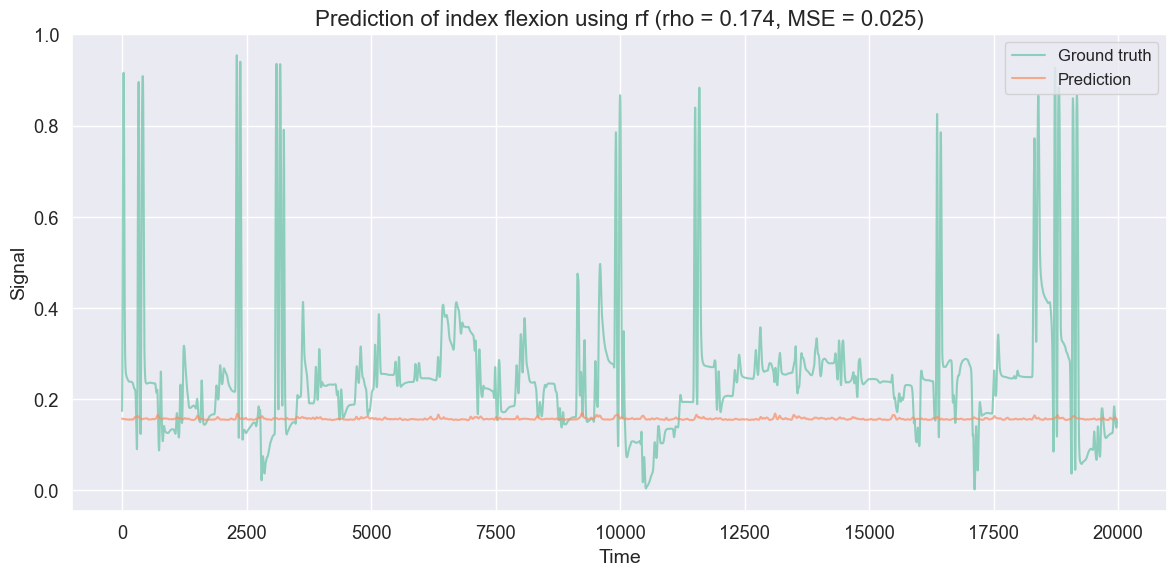 Prediction of index flexion using rf (rho = 0.174, MSE = 0.025)
Ground truth
Prediction
Signal
1.0
0.8
0.6
0.4
0.2
0.0
0 2500 5000 7500 10000 12500 15000 17500 20000
Time